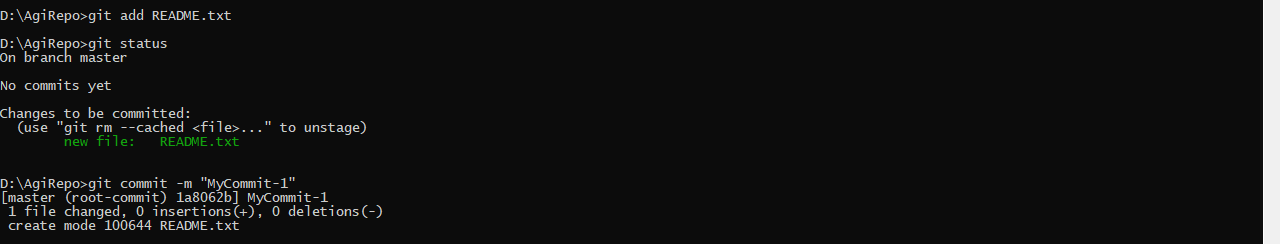 D:\AgiRepo>git add README.txt
D:\AgiRepo>git status
On branch master
No commits yet
Changes to be committed:
  (use "git rm --cached <file>..." to unstage)
        new file:   README.txt
D:\AgiRepo>git commit -m "MyCommit-1"
[master (root-commit) 1a8062b] MyCommit-1
 1 file changed, 0 insertions(+), 0 deletions(-)
 create mode 100644 README.txt